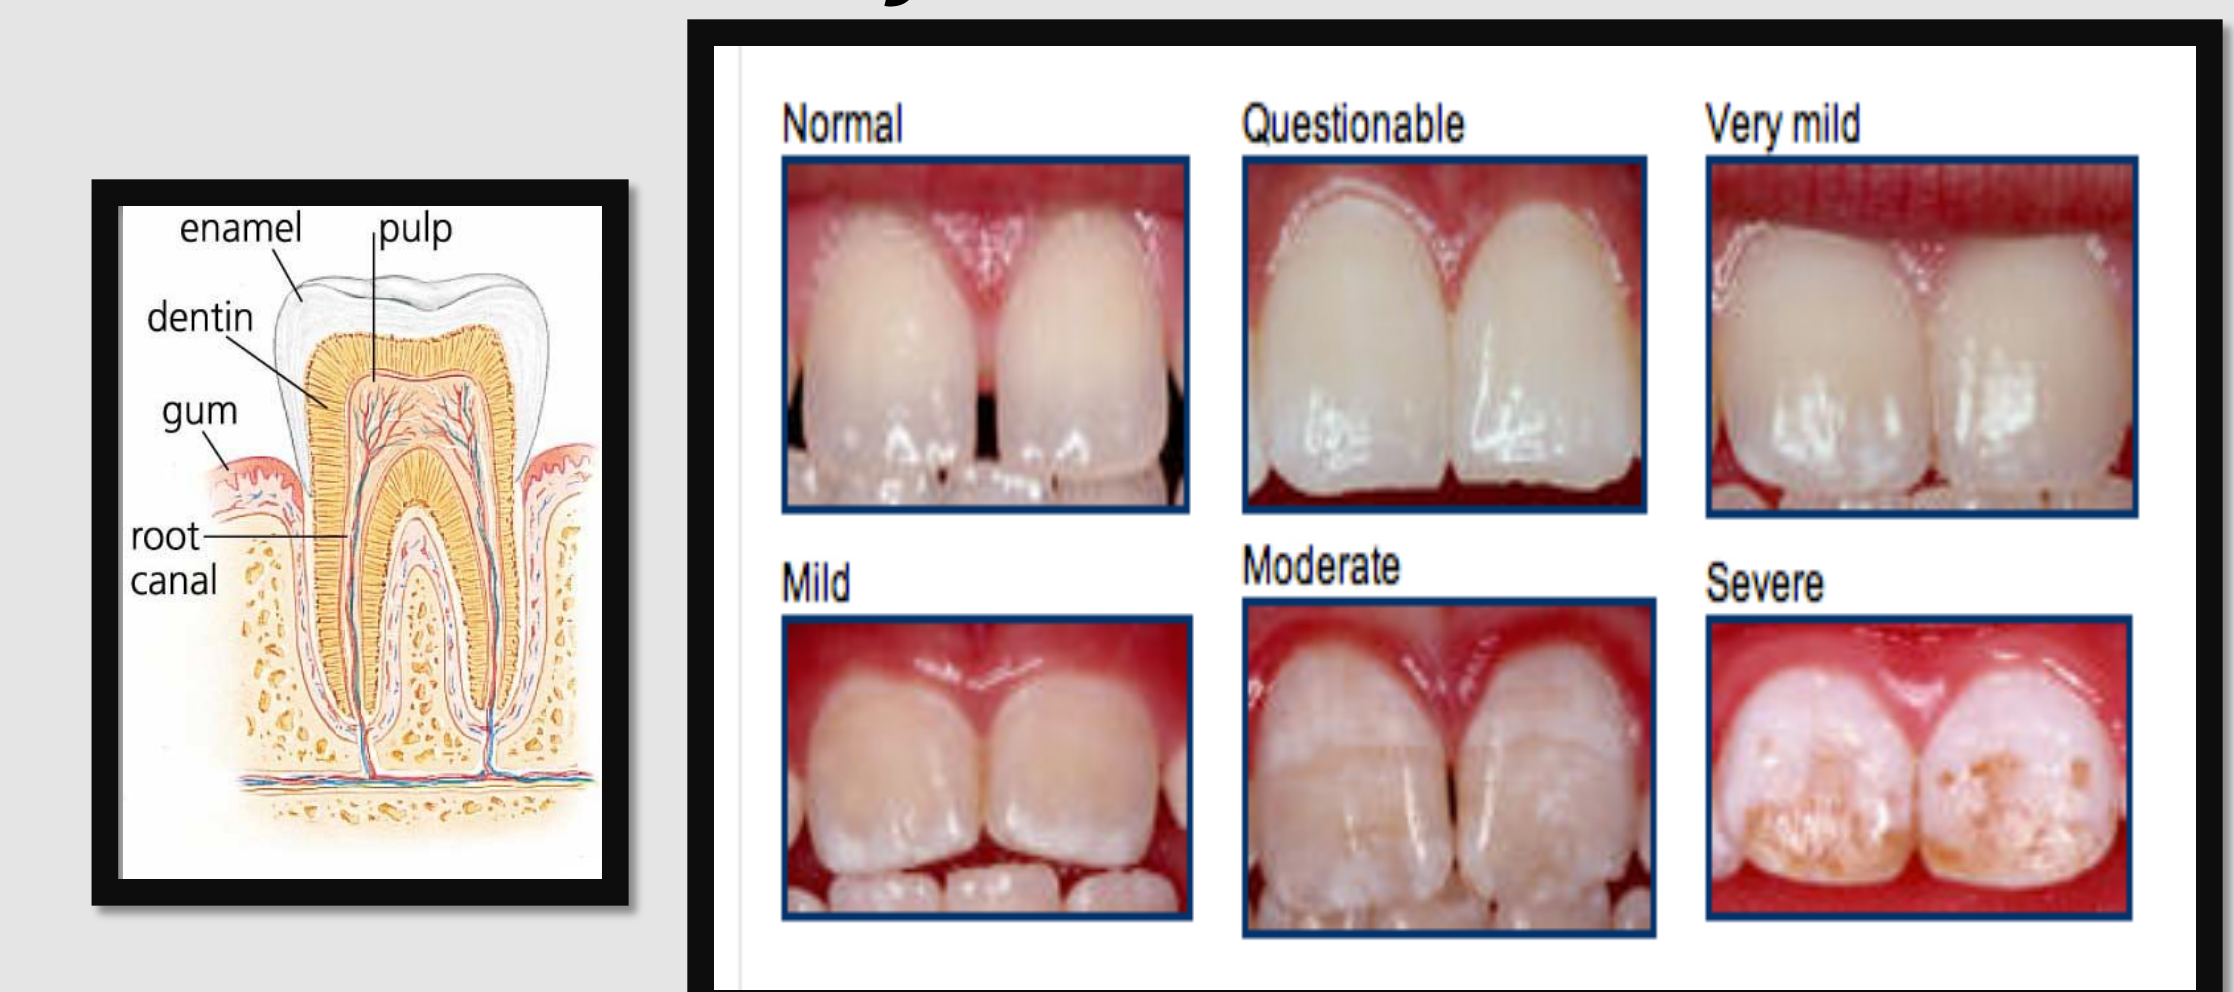 enamel
pulp
dentin
gum
root
canal
Normal
Questionable
Very mild
Mild
Moderate
Severe